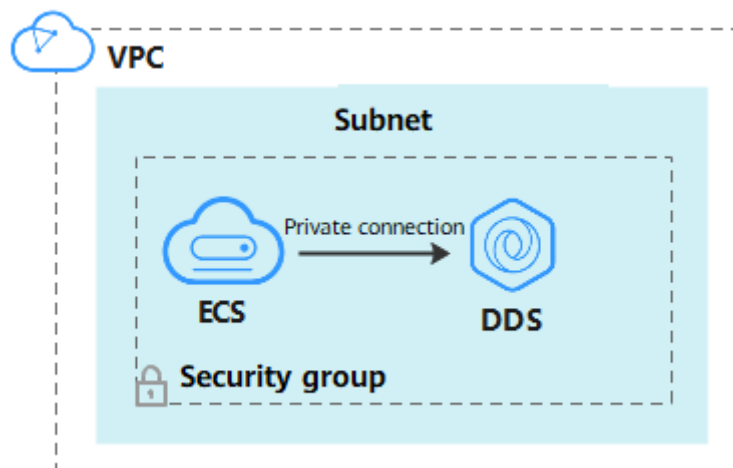 VPC
Subnet
Private connection
ECS
DDS
Security group